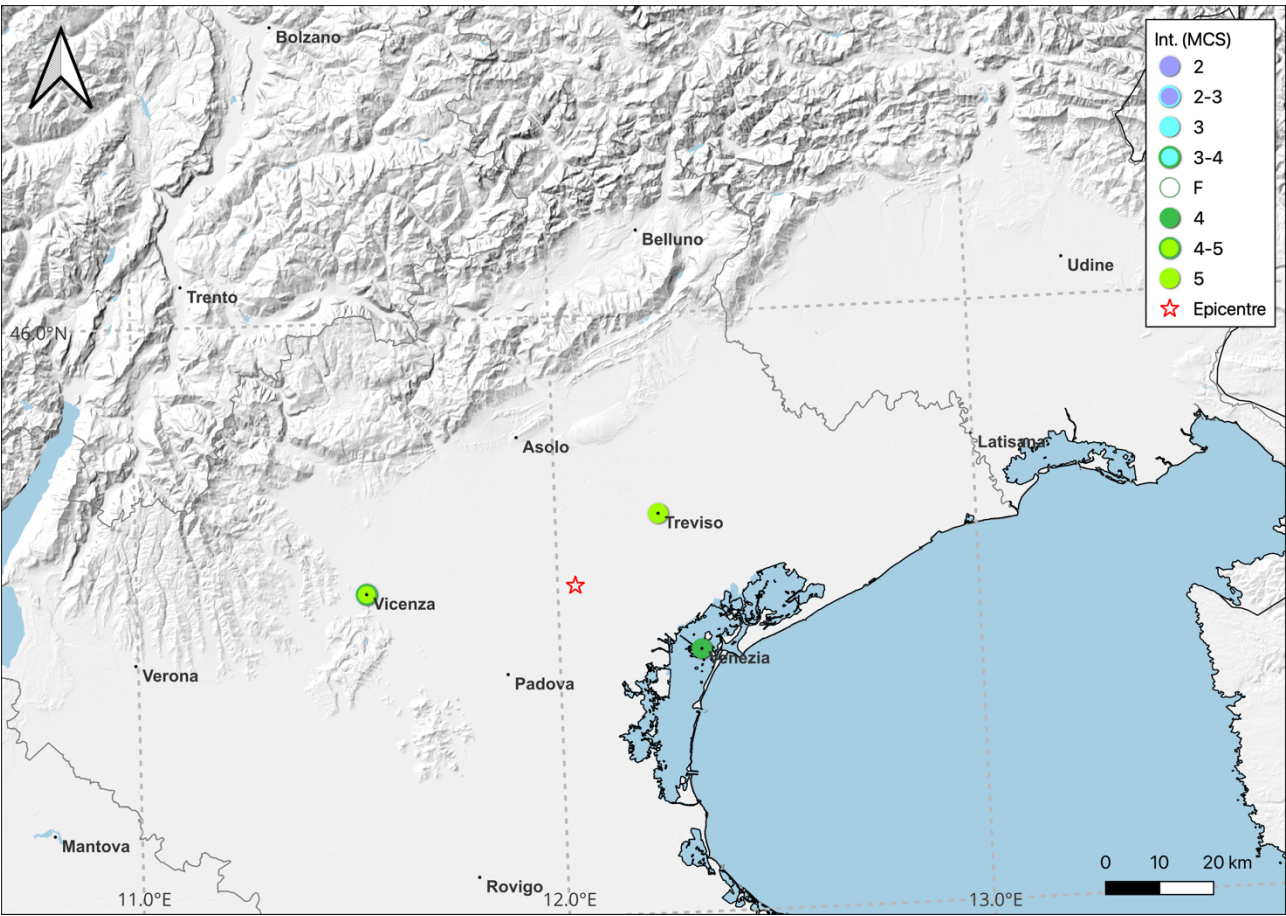 Bolzano
Int. (MCS)
2
2-3
3
3-4
F
4
4-5
5
Epicentre
Belluno
Udine
Trento
46.0°N
Asolo
Latisana
Treviso
Vicenza
Venezia
Verona
Padova
Mantova
0 10 20 km
Rovigo
11.0°E
12.0°E
13.0°E